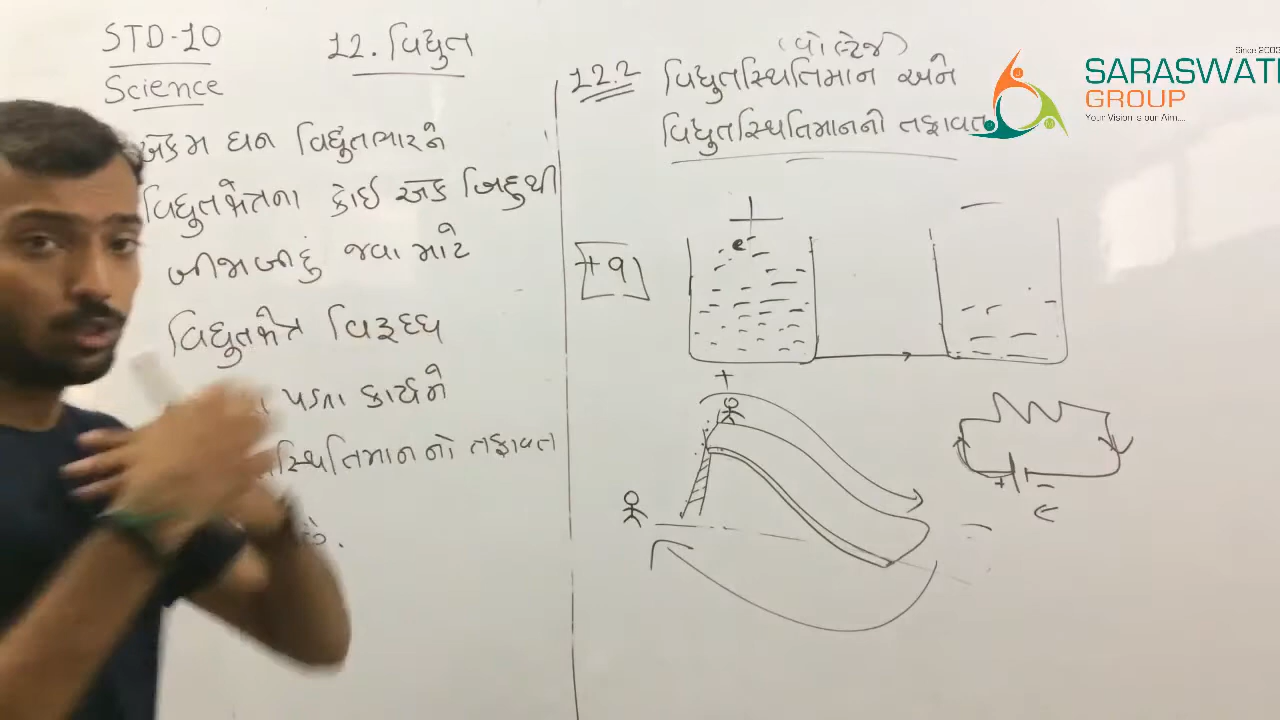 STD-10
Science
12. વિદ્યુત
એકમ ધન વિદ્યુતભારને
વિદ્યુતક્ષેત્રના કોઈ એક બિંદુથી
બીજા બીંદું જવા માટે
વિદ્યુતક્ષેત્ર વિરૂદ્ધ
પડતા કાર્યને
સ્થિતિમાનનો તફાવત
છે.
(વોલ્ટેજ)
12.2 વિદ્યુતસ્થિતિમાન અને
વિદ્યુતસ્થિતિમાનનો તફાવત
+ −
e⁻
+q
+
+ −
−
Since 2003
SARASWATI
GROUP
Your Vision is our Aim....